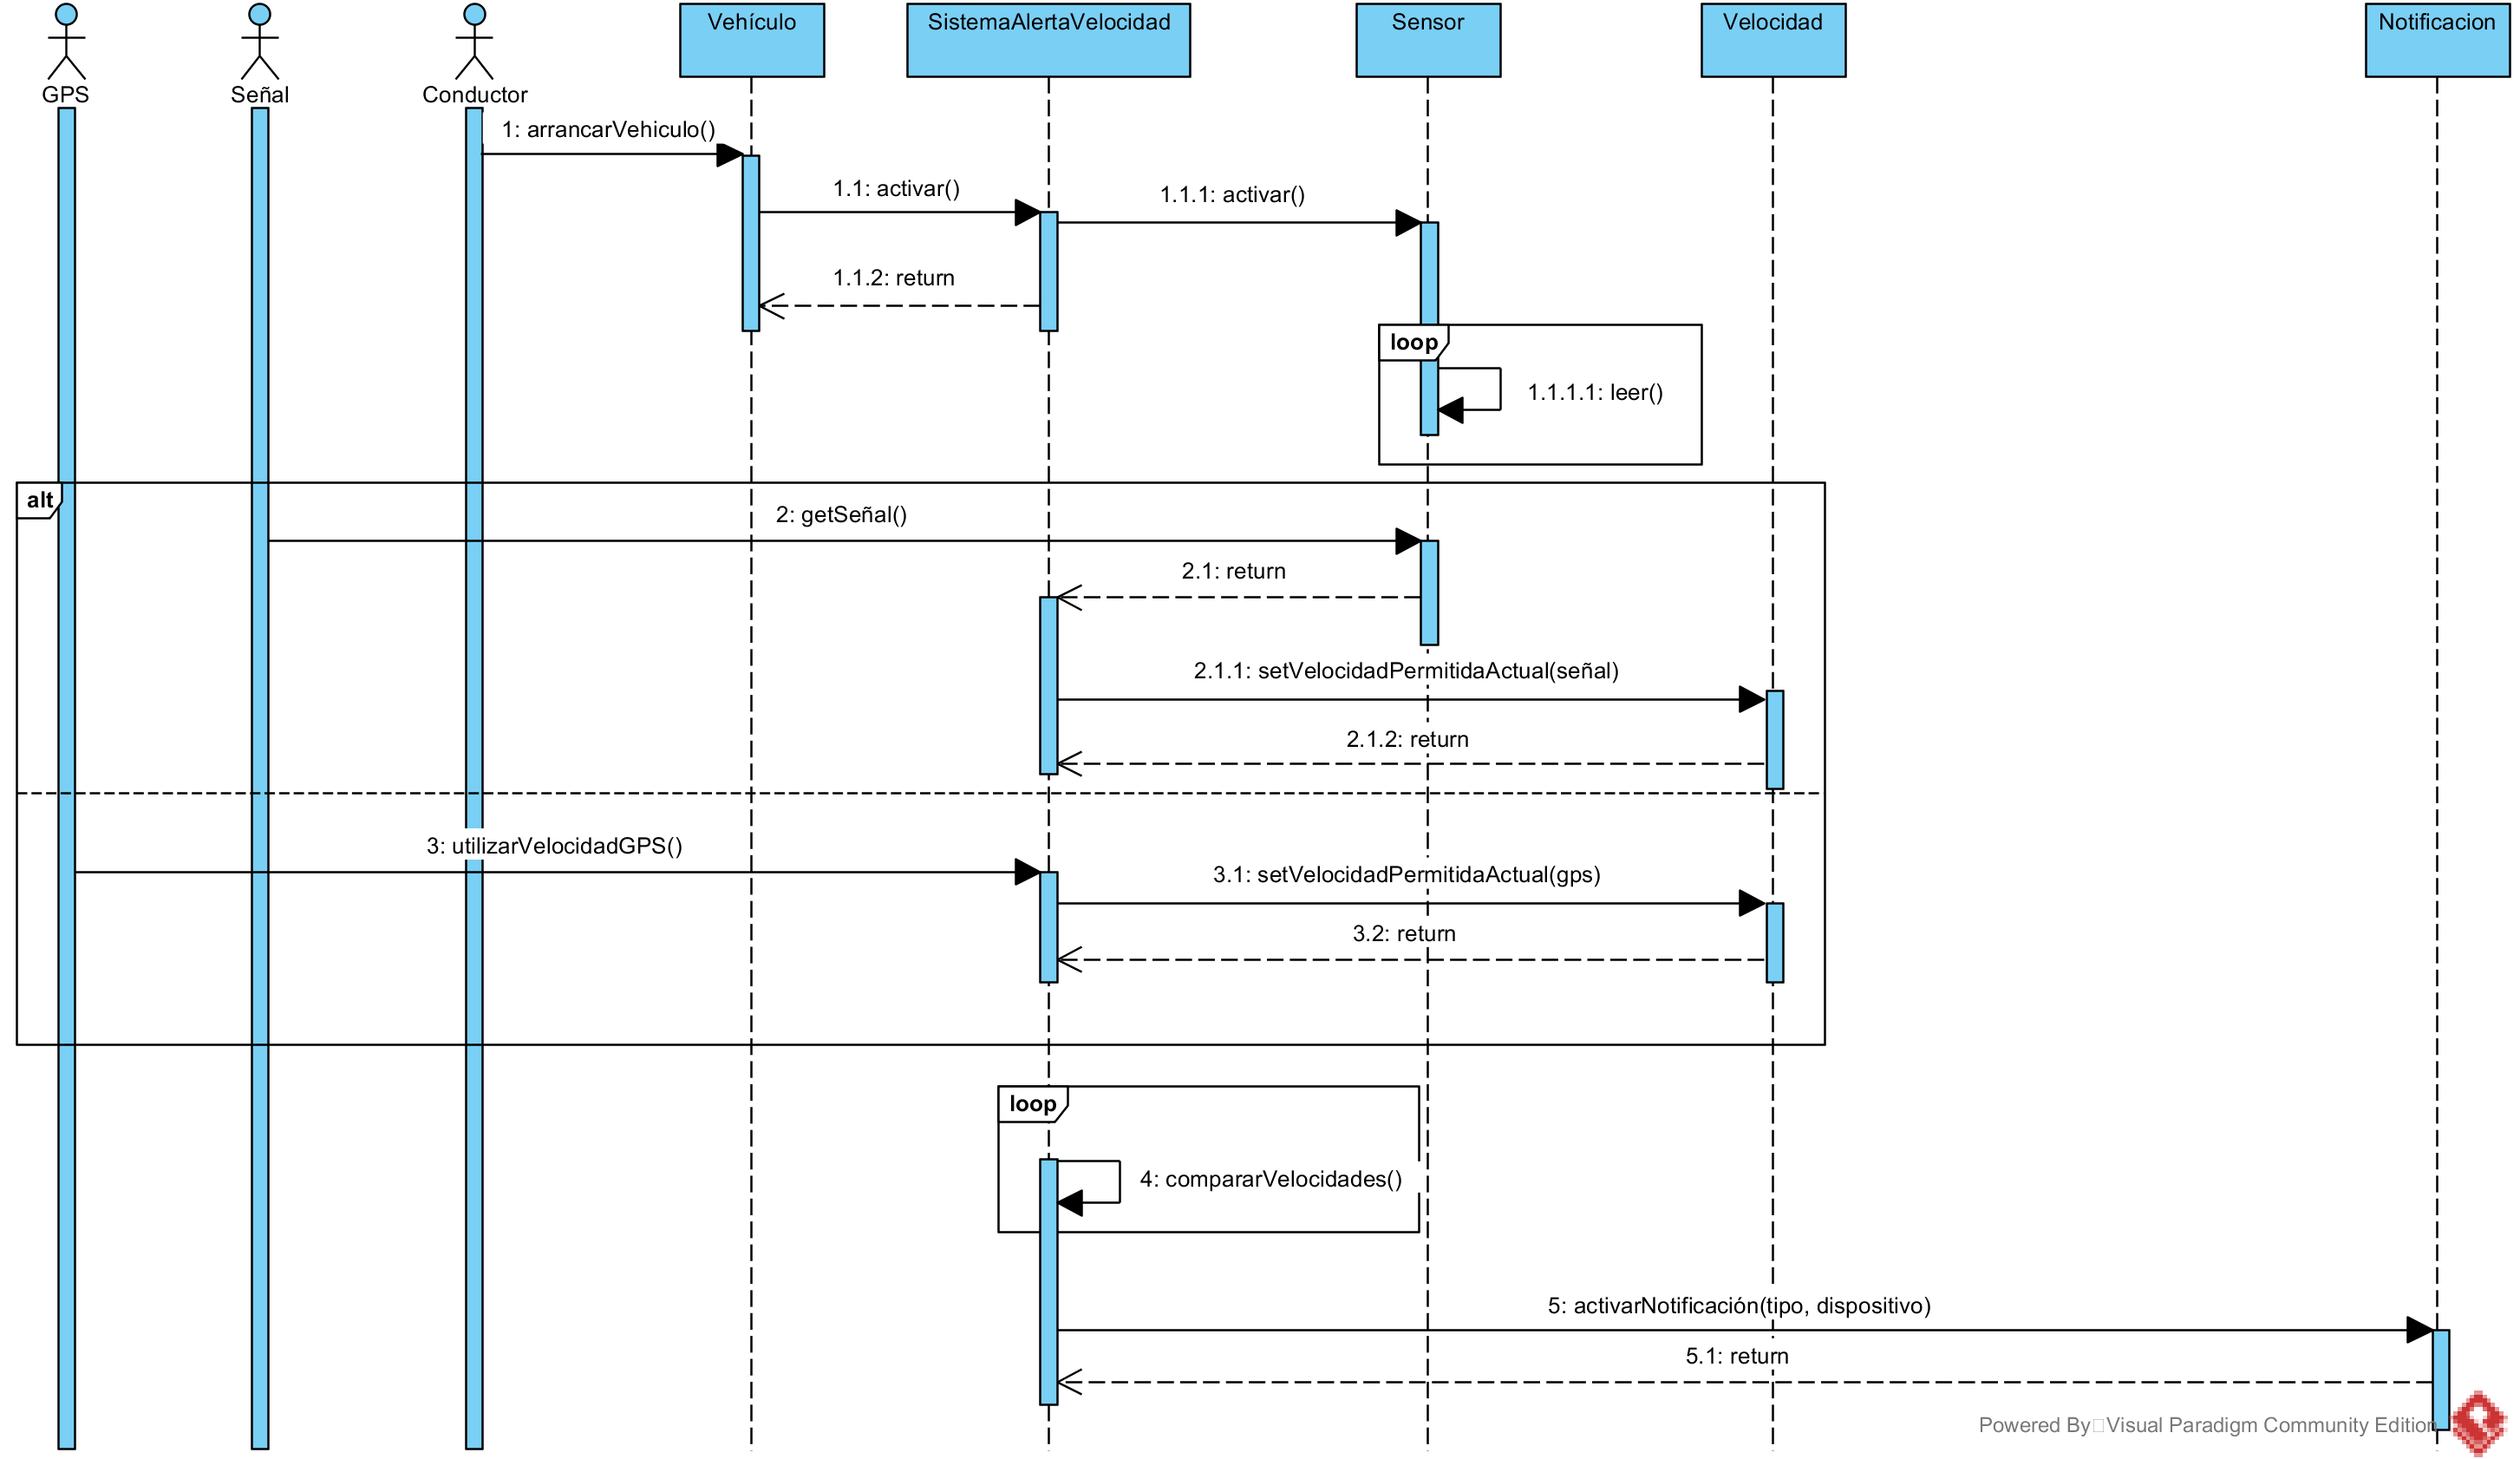 GPS
Señal
Conductor
Vehículo
SistemaAlertaVelocidad
Sensor
Velocidad
Notificacion
1: arrancarVehiculo()
1.1: activar()
1.1.1: activar()
1.1.2: return
loop
1.1.1.1: leer()
alt
2: getSeñal()
2.1: return
2.1.1: setVelocidadPermitidaActual(señal)
2.1.2: return
3: utilizarVelocidadGPS()
3.1: setVelocidadPermitidaActual(gps)
3.2: return
loop
4: compararVelocidades()
5: activarNotificación(tipo, dispositivo)
5.1: return
Powered By Visual Paradigm Community Edition